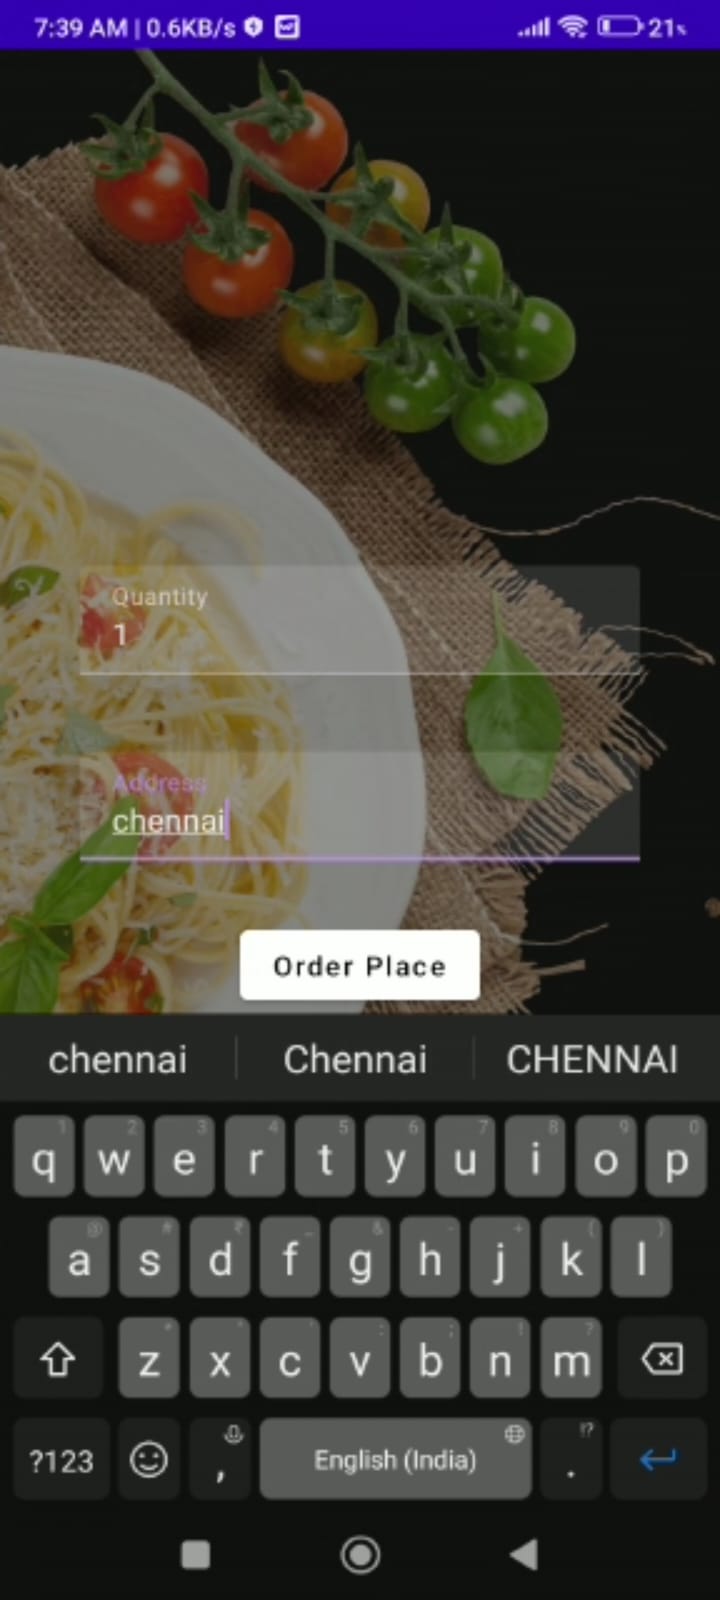 7:39 AM | 0.6KB/s
21%
Quantity
1
Address
chennai
Order Place
chennai Chennai CHENNAI
1 2 3 4 5 6 7 8 9 0
q w e r t y u i o p
@ # ₹ _ & - + ( )
a s d f g h j k l
* " ' : ; ! ?
z x c v b n m
!?
?123 , English (India) .